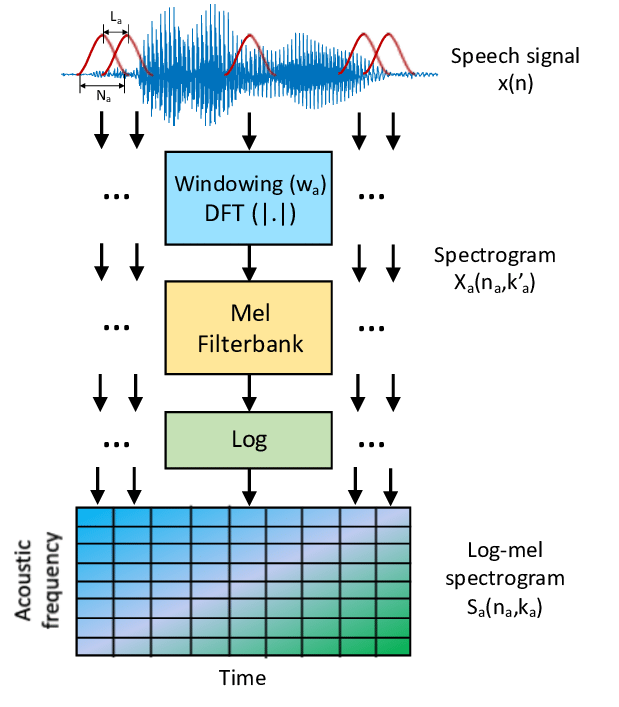 Lₐ
Nₐ
Speech signal
x(n)
Windowing (wₐ)
DFT (|.|)
...
...
Spectrogram
Xₐ(nₐ,k’ₐ)
Mel
Filterbank
...
...
Log
...
...
Acoustic
frequency
Log-mel
spectrogram
Sₐ(nₐ,kₐ)
Time